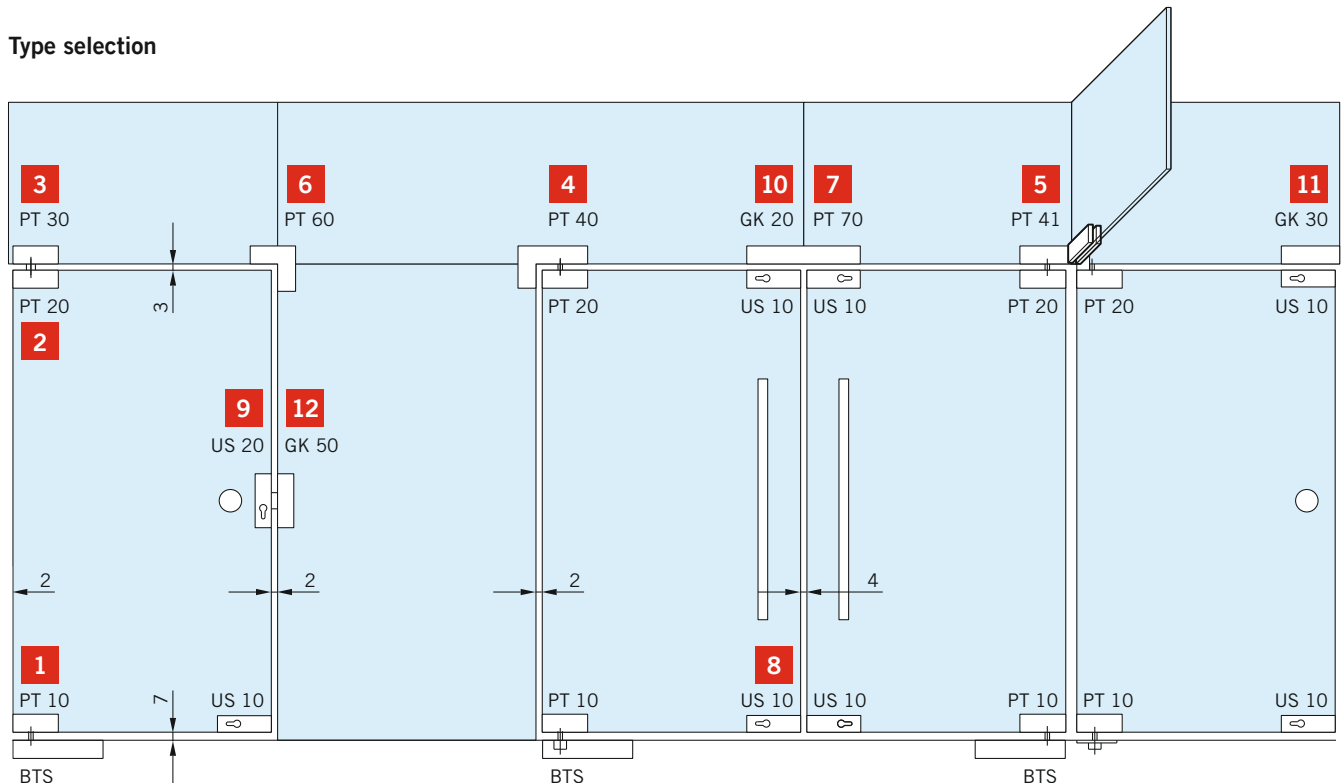 Type selection
3 6 4 10 7 5 11
PT 30 PT 60 PT 40 GK 20 PT 70 PT 41 GK 30
PT 20 3 PT 20 US 10 US 10 PT 20 PT 20 US 10
2
9 12
US 20 GK 50
2 2 2 4
1 8
PT 10 7 US 10 PT 10 US 10 US 10 PT 10 PT 10 US 10
BTS BTS BTS